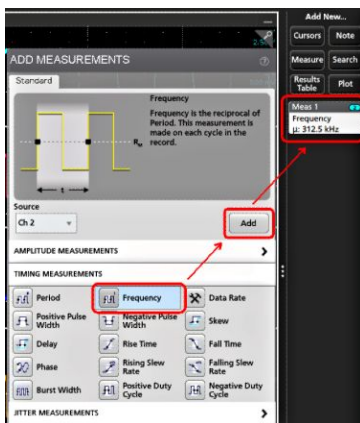 Add New...
Cursors
Note
Measure
Search
Results Table
Plot
Meas 1
Frequency
μ: 312.5 kHz
ADD MEASUREMENTS
Standard
Frequency
Frequency is the reciprocal of
Period. This measurement is
made on each cycle in the
record.
t
Source
Ch 2
Add
AMPLITUDE MEASUREMENTS
TIMING MEASUREMENTS
Period
Frequency
Data Rate
Positive Pulse Width
Negative Pulse Width
Skew
Delay
Rise Time
Fall Time
Phase
Rising Slew Rate
Falling Slew Rate
Burst Width
Positive Duty Cycle
Negative Duty Cycle
JITTER MEASUREMENTS